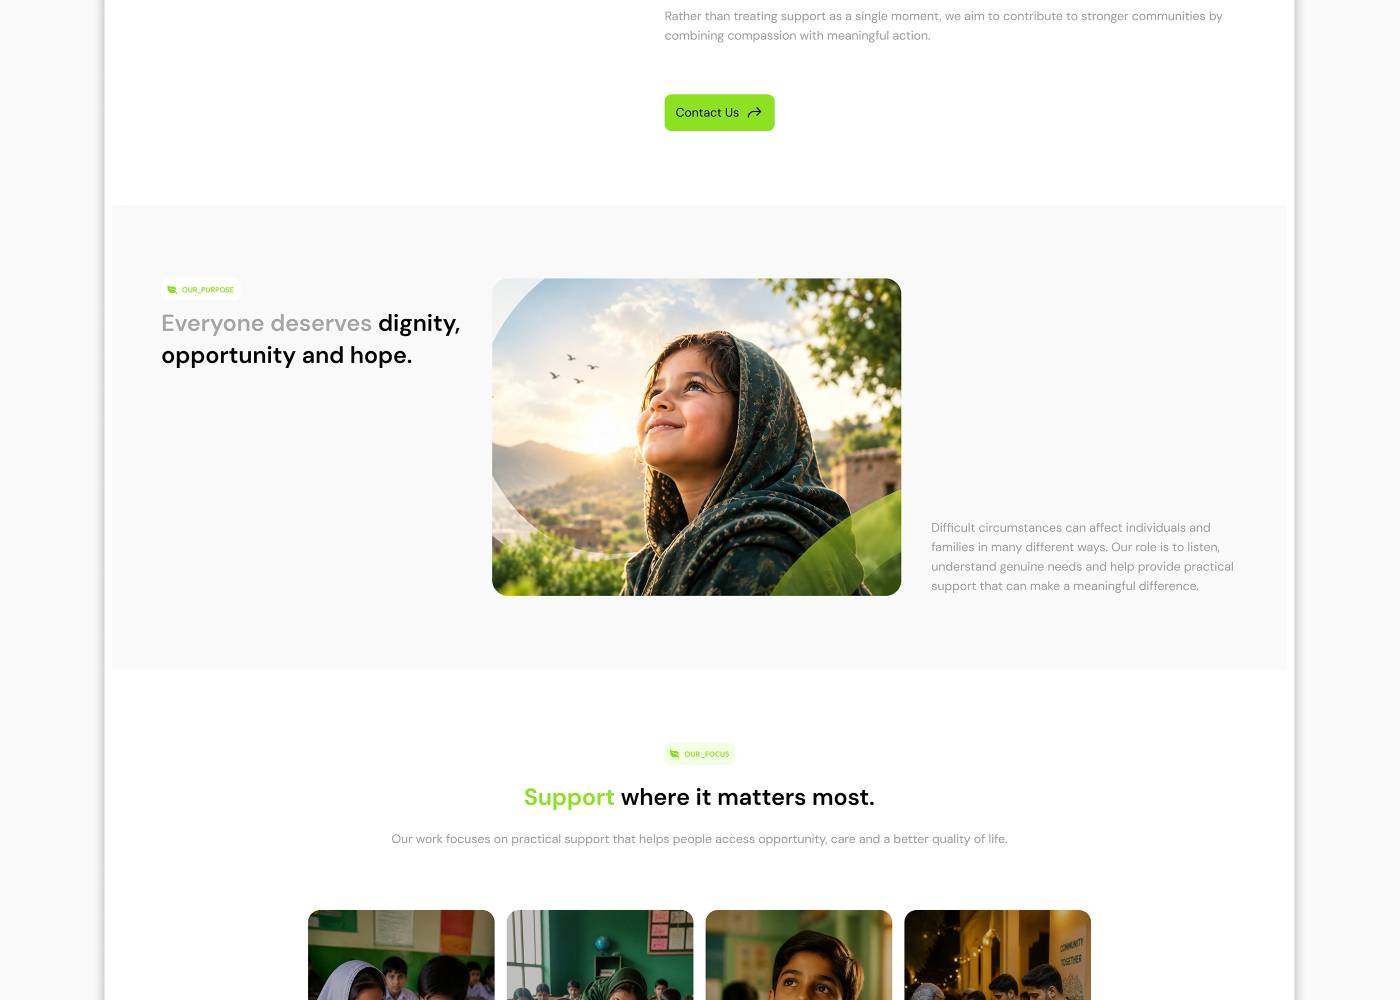 Rather than treating support as a single moment, we aim to contribute to stronger communities by
combining compassion with meaningful action.
Contact Us
OUR_PURPOSE
Everyone deserves dignity,
opportunity and hope.
Difficult circumstances can affect individuals and
families in many different ways. Our role is to listen,
understand genuine needs and help provide practical
support that can make a meaningful difference.
OUR_FOCUS
Support where it matters most.
Our work focuses on practical support that helps people access opportunity, care and a better quality of life.
COMMUNITY
TOGETHER